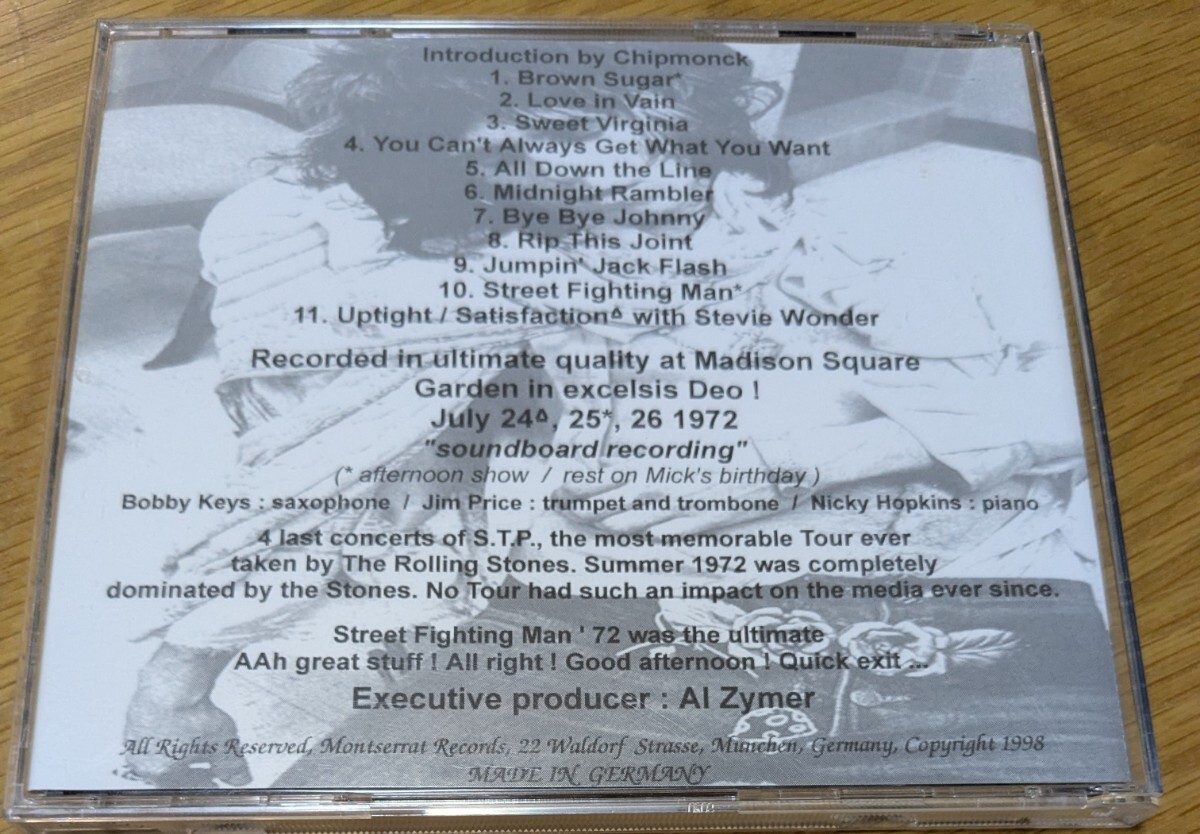 Introduction by Chipmonck
1. Brown Sugar*
2. Love in Vain
3. Sweet Virginia
4. You Can't Always Get What You Want
5. All Down the Line
6. Midnight Rambler
7. Bye Bye Johnny
8. Rip This Joint
9. Jumpin' Jack Flash
10. Street Fighting Man*
11. Uptight / Satisfaction∆ with Stevie Wonder
Recorded in ultimate quality at Madison Square
Garden in excelsis Deo !
July 24∆, 25*, 26 1972
"soundboard recording"
(* afternoon show / rest on Mick's birthday )
Bobby Keys : saxophone / Jim Price : trumpet and trombone / Nicky Hopkins : piano
4 last concerts of S.T.P., the most memorable Tour ever
taken by The Rolling Stones. Summer 1972 was completely
dominated by the Stones. No Tour had such an impact on the media ever since.
Street Fighting Man ' 72 was the ultimate
AAh great stuff ! All right ! Good afternoon ! Quick exit ...
Executive producer : Al Zymer
All Rights Reserved, Montserrat Records, 22 Waldorf Strasse, Munchen, Germany, Copyright 1998
MADE IN GERMANY